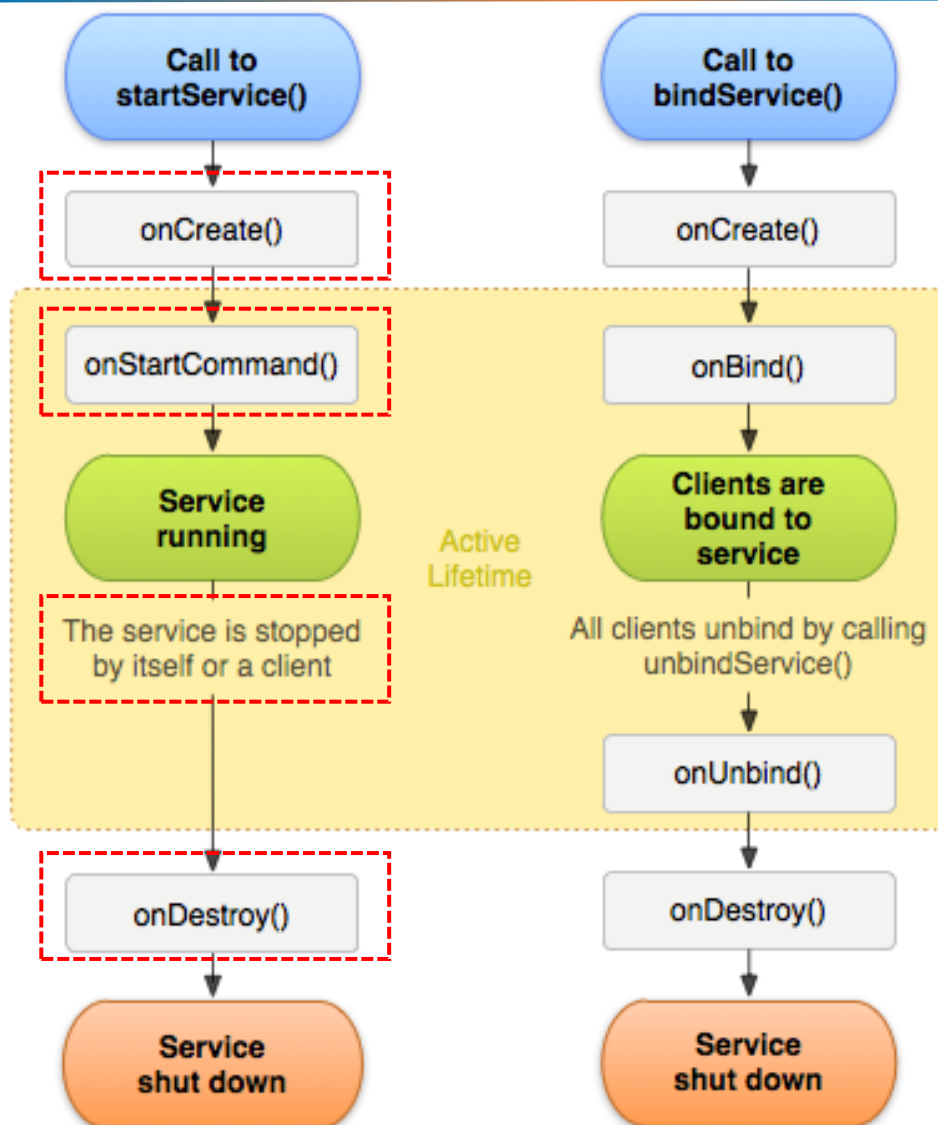 Call to
startService()
onCreate()
onStartCommand()
Service
running
The service is stopped
by itself or a client
onDestroy()
Service
shut down
Active
Lifetime
Call to
bindService()
onCreate()
onBind()
Clients are
bound to
service
All clients unbind by calling
unbindService()
onUnbind()
onDestroy()
Service
shut down